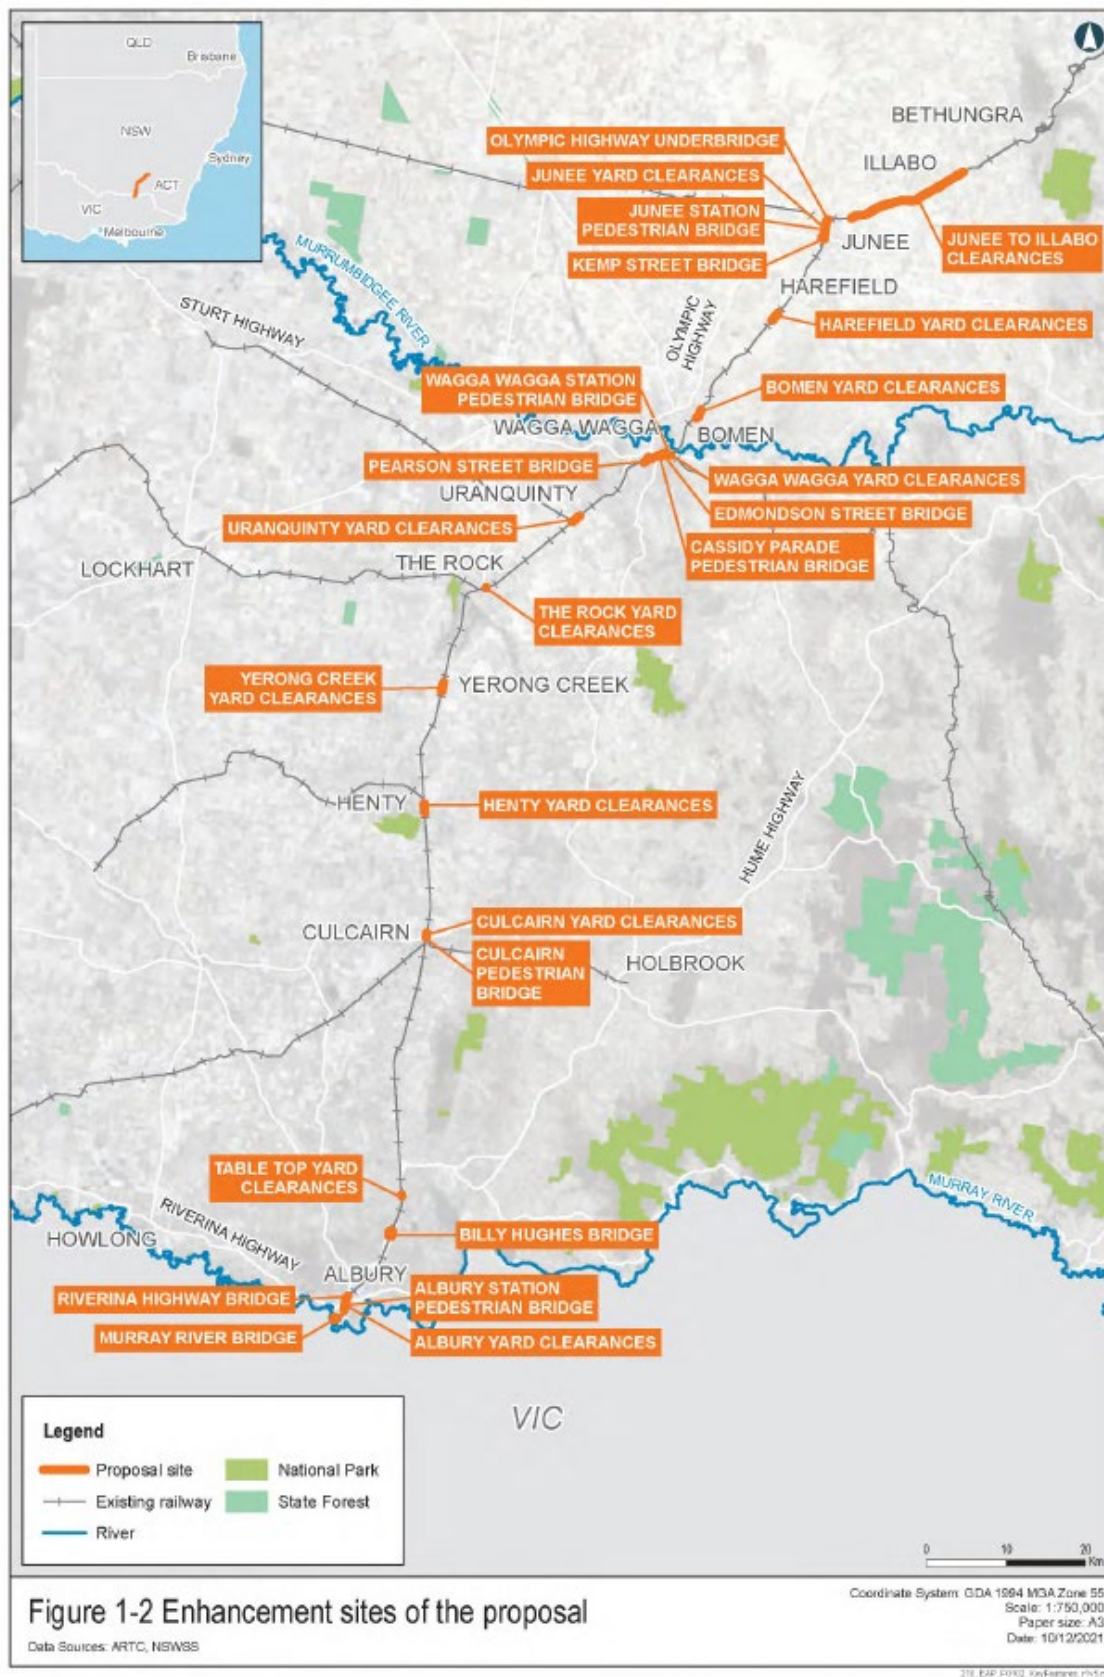 QLD
Brisbane
NSW
Sydney
ACT
VIC
Melbourne
BETHUNGRA
OLYMPIC HIGHWAY UNDERBRIDGE
ILLABO
JUNEE YARD CLEARANCES
JUNEE STATION
PEDESTRIAN BRIDGE
JUNEE
JUNEE TO ILLABO
CLEARANCES
KEMP STREET BRIDGE
MURRUMBIDGEE RIVER
HAREFIELD
STURT HIGHWAY
OLYMPIC
HIGHWAY
HAREFIELD YARD CLEARANCES
WAGGA WAGGA STATION
PEDESTRIAN BRIDGE
BOMEN YARD CLEARANCES
WAGGA WAGGA
BOMEN
PEARSON STREET BRIDGE
WAGGA WAGGA YARD CLEARANCES
URANQUINTY
EDMONDSON STREET BRIDGE
URANQUINTY YARD CLEARANCES
CASSIDY PARADE
PEDESTRIAN BRIDGE
LOCKHART
THE ROCK
THE ROCK YARD
CLEARANCES
YERONG CREEK
YARD CLEARANCES
YERONG CREEK
HENTY
HENTY YARD CLEARANCES
HUME HIGHWAY
CULCAIRN
CULCAIRN YARD CLEARANCES
CULCAIRN
PEDESTRIAN
BRIDGE
HOLBROOK
TABLE TOP YARD
CLEARANCES
MURRAY RIVER
RIVERINA HIGHWAY
HOWLONG
BILLY HUGHES BRIDGE
ALBURY
RIVERINA HIGHWAY BRIDGE
ALBURY STATION
PEDESTRIAN BRIDGE
MURRAY RIVER BRIDGE
ALBURY YARD CLEARANCES
VIC
Legend
Proposal site
National Park
Existing railway
State Forest
River
0 10 20
Km
Figure 1-2 Enhancement sites of the proposal
Data Sources: ARTC, NSWSS
Coordinate System: GDA 1994 MGA Zone 55
Scale: 1:750,000
Paper size: A3
Date: 10/12/2021